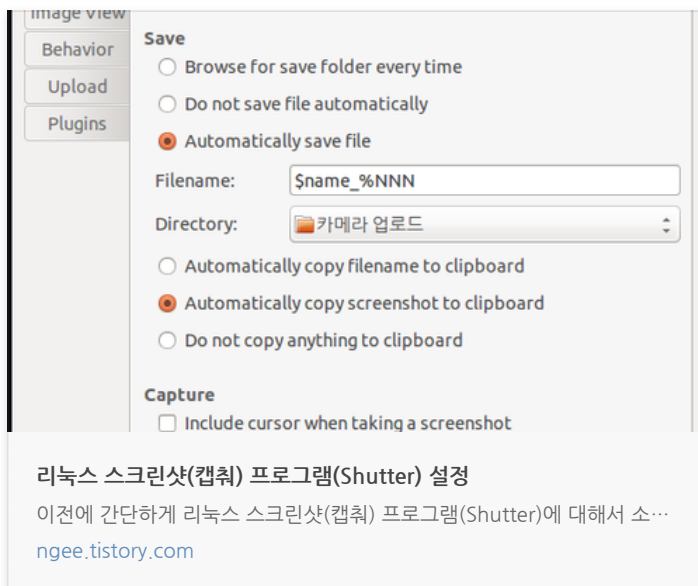 Image View
Save
Behavior
Browse for save folder every time
Upload
Do not save file automatically
Plugins
Automatically save file
Filename: $name_%NNN
Directory: 카메라 업로드
Automatically copy filename to clipboard
Automatically copy screenshot to clipboard
Do not copy anything to clipboard
Capture
Include cursor when taking a screenshot
리눅스 스크린샷(캡춰) 프로그램(Shutter) 설정
이전에 간단하게 리눅스 스크린샷(캡춰) 프로그램(Shutter)에 대해서 소…
ngee.tistory.com